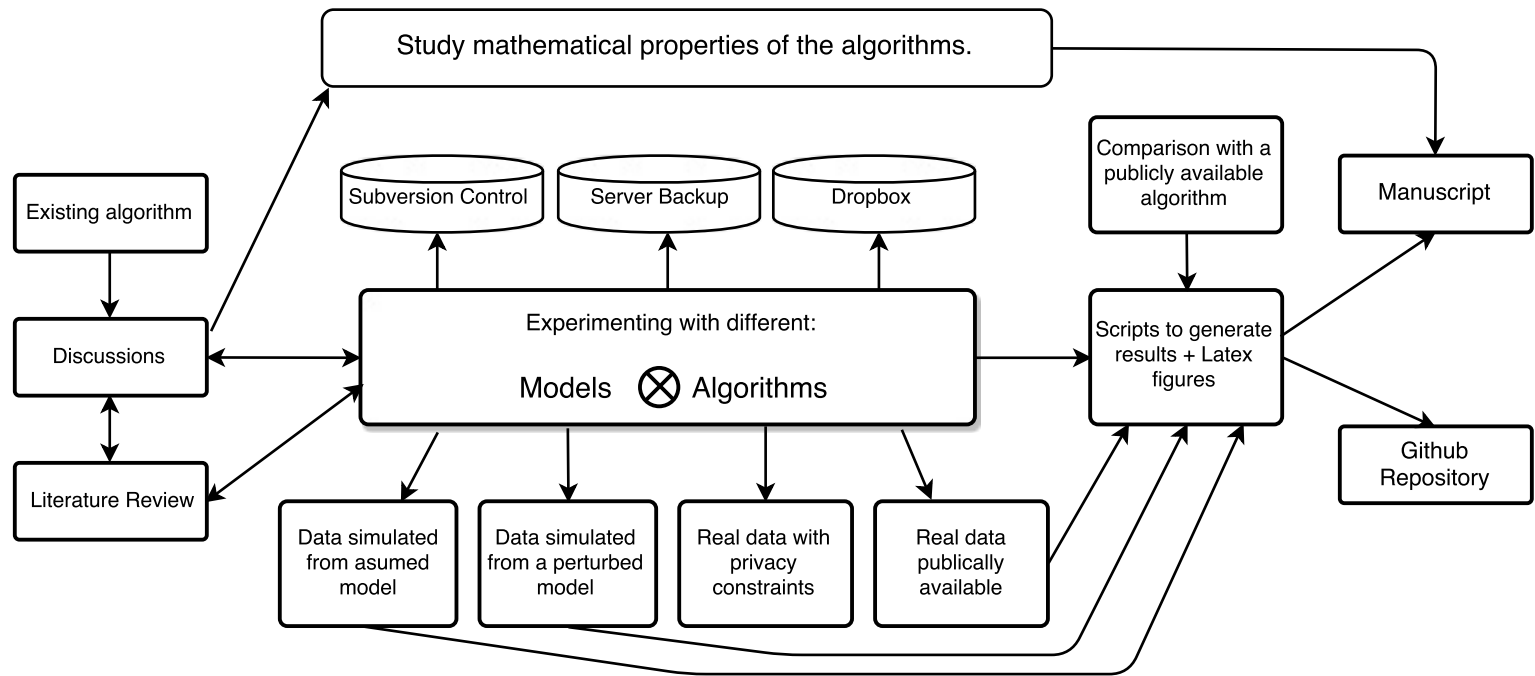 Study mathematical properties of the algorithms.
Existing algorithm
Subversion Control
Server Backup
Dropbox
Comparison with a
publicly available
algorithm
Manuscript
Discussions
Experimenting with different:
Models
Algorithms
Scripts to generate
results + Latex
figures
Literature Review
Github
Repository
Data simulated
from asumed
model
Data simulated
from a perturbed
model
Real data with
privacy
constraints
Real data
publically
available